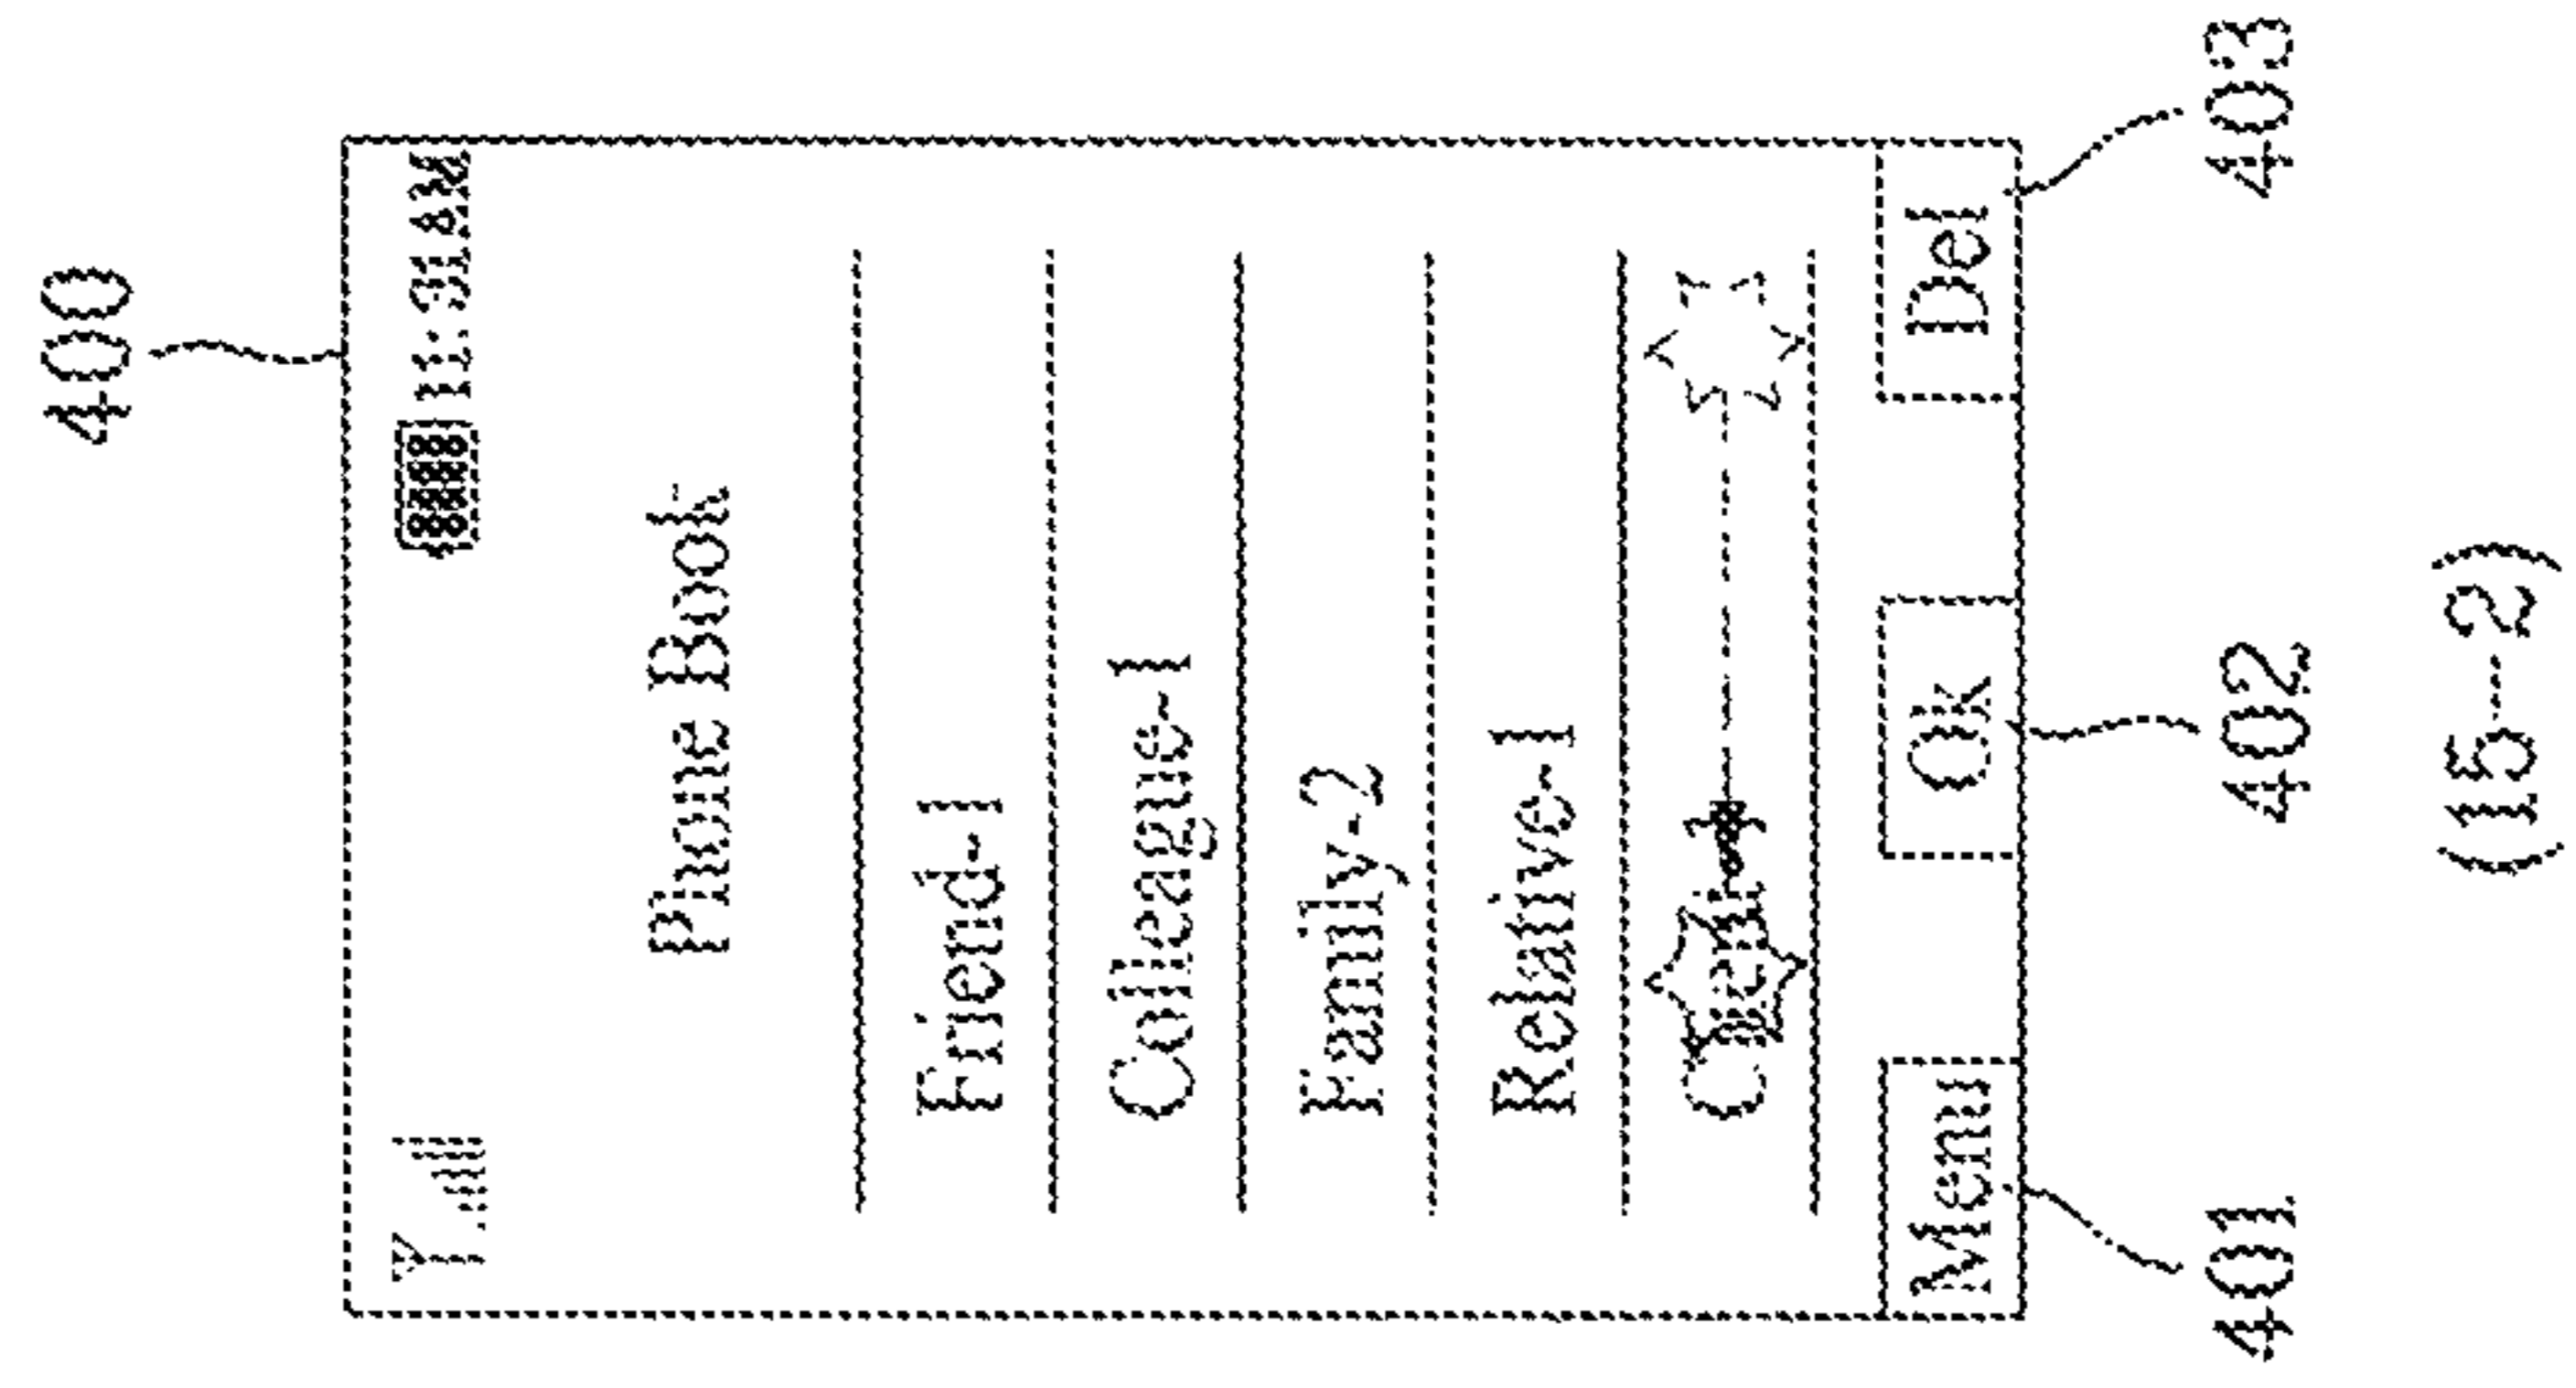 400
11:31AM
Phone Book
Friend-1
Colleague-1
Family-2
Relative-1
Menu Ok Del
401 402 403
(15-2)